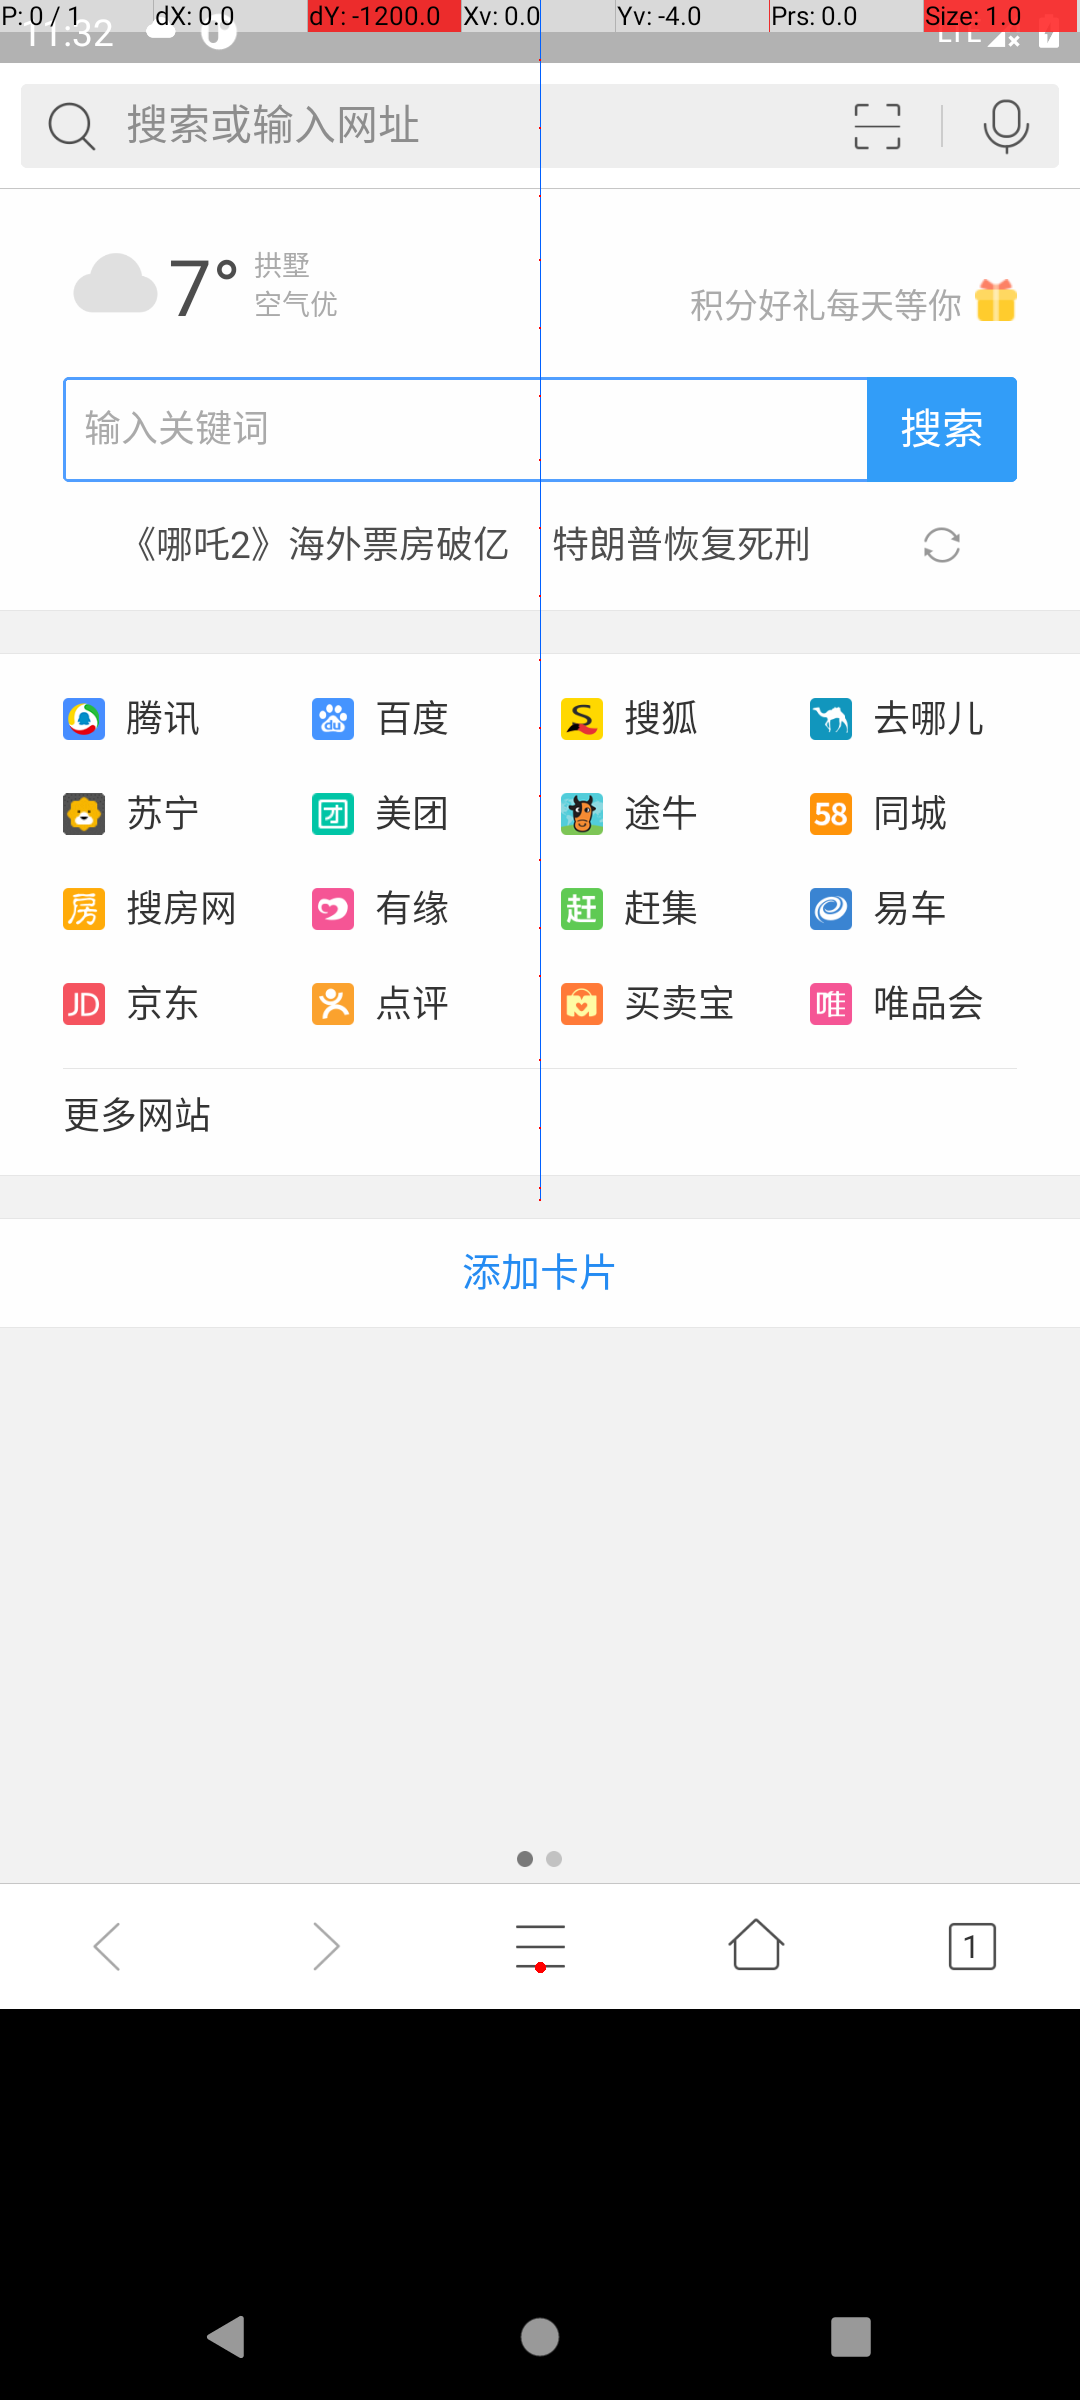 P: 0 / 1 dX: 0.0 dY: -1200.0 Xv: 0.0 Yv: -4.0 Prs: 0.0 Size: 1.0
11:32 LTE
搜索或输入网址
7° 拱墅
空气优
积分好礼每天等你
输入关键词 搜索
《哪吒2》海外票房破亿 特朗普恢复死刑
腾讯 百度 搜狐 去哪儿
苏宁 团 美团 途牛 58 同城
房 搜房网 有缘 赶 赶集 易车
JD 京东 点评 买卖宝 唯 唯品会
更多网站
添加卡片
1